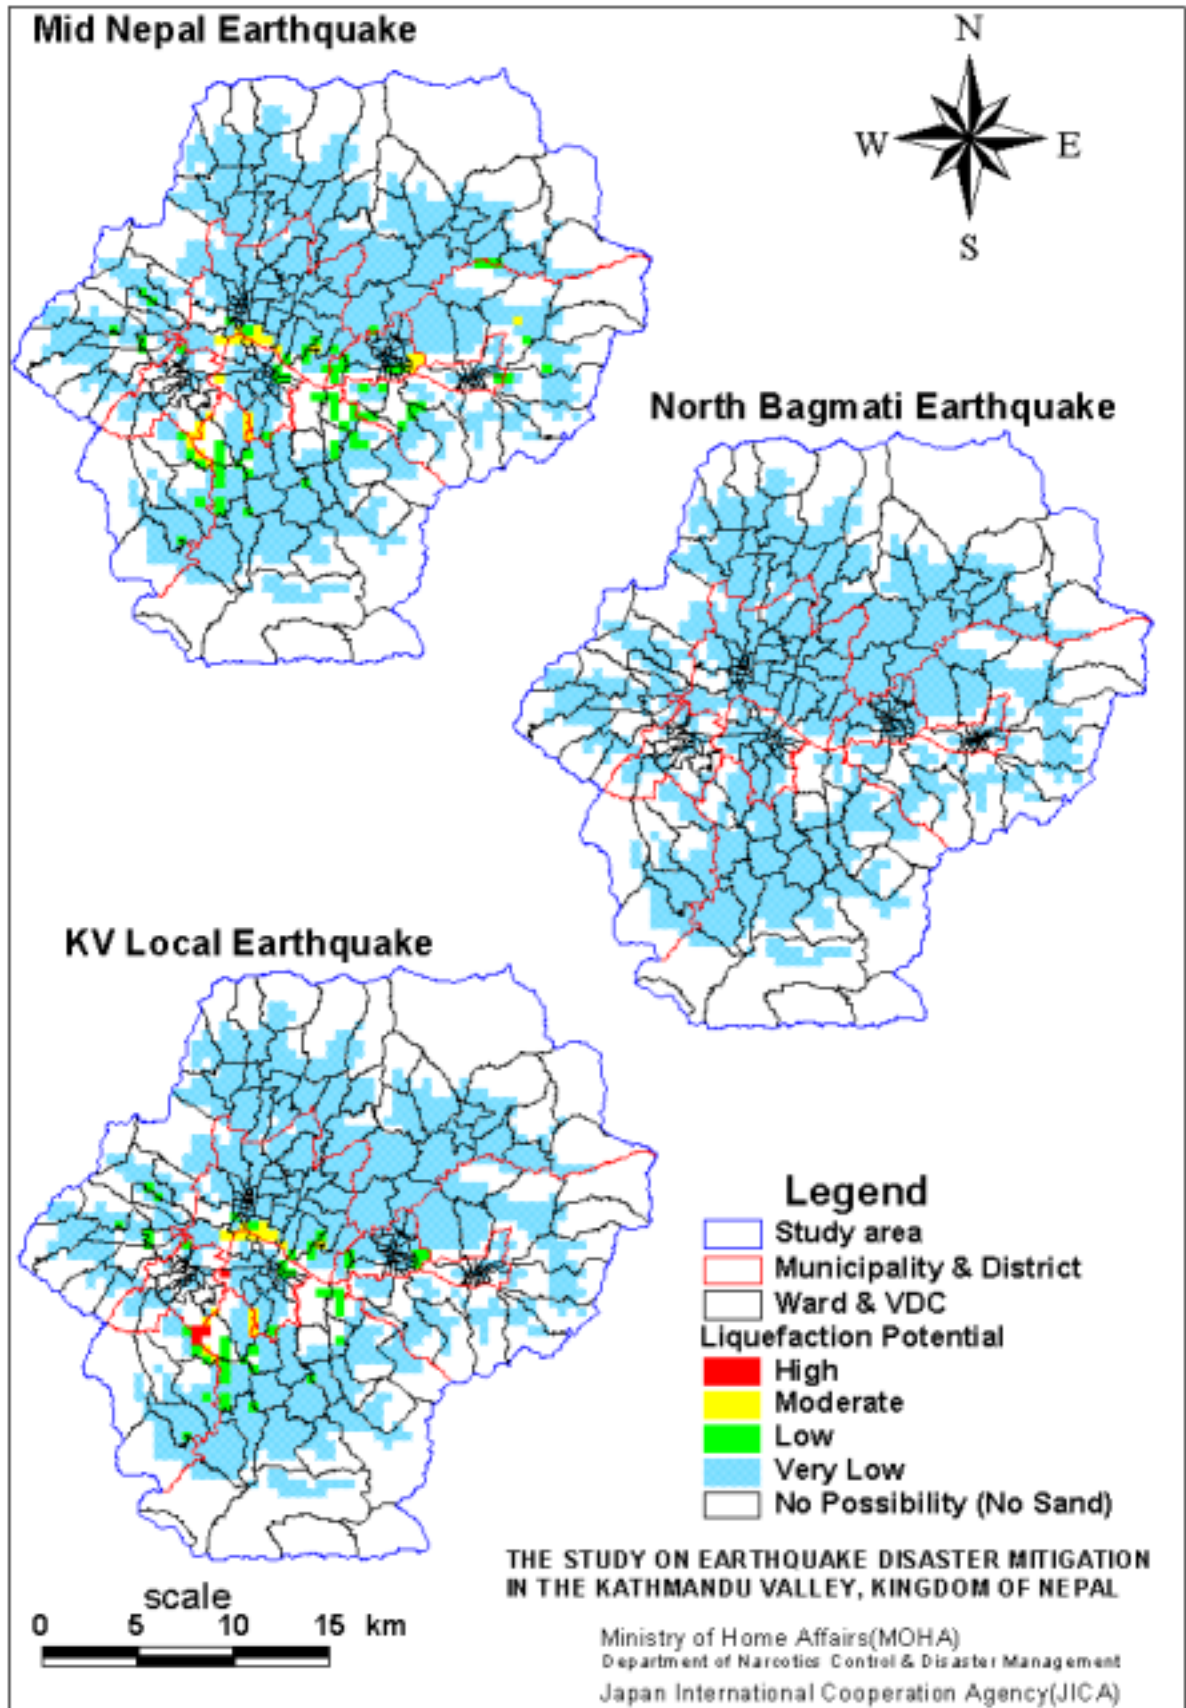 Mid Nepal Earthquake
N
W
E
S
North Bagmati Earthquake
KV Local Earthquake
Legend
Study area
Municipality & District
Ward & VDC
Liquefaction Potential
High
Moderate
Low
Very Low
No Possibility (No Sand)
THE STUDY ON EARTHQUAKE DISASTER MITIGATION
IN THE KATHMANDU VALLEY, KINGDOM OF NEPAL
scale
0 5 10 15 km
Ministry of Home Affairs(MOHA)
Department of Narcotics Control & Disaster Management
Japan International Cooperation Agency(JICA)